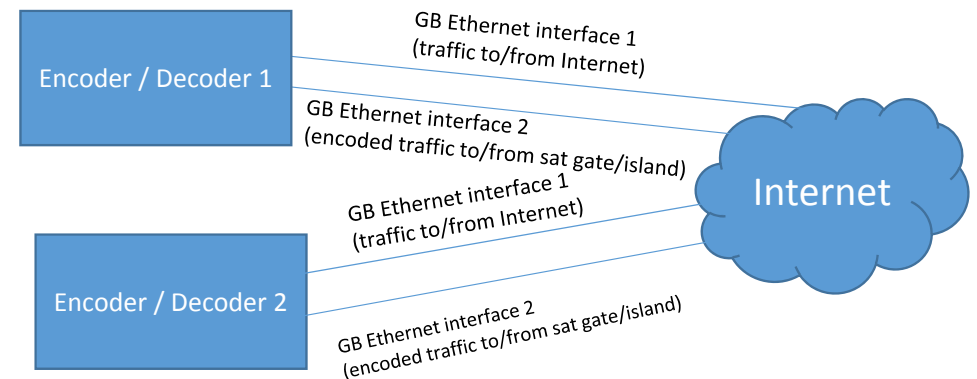 GB Ethernet interface 1
(traffic to/from Internet)
Encoder / Decoder 1
GB Ethernet interface 2
(encoded traffic to/from sat gate/island)
Internet
GB Ethernet interface 1
(traffic to/from Internet)
Encoder / Decoder 2
GB Ethernet interface 2
(encoded traffic to/from sat gate/island)